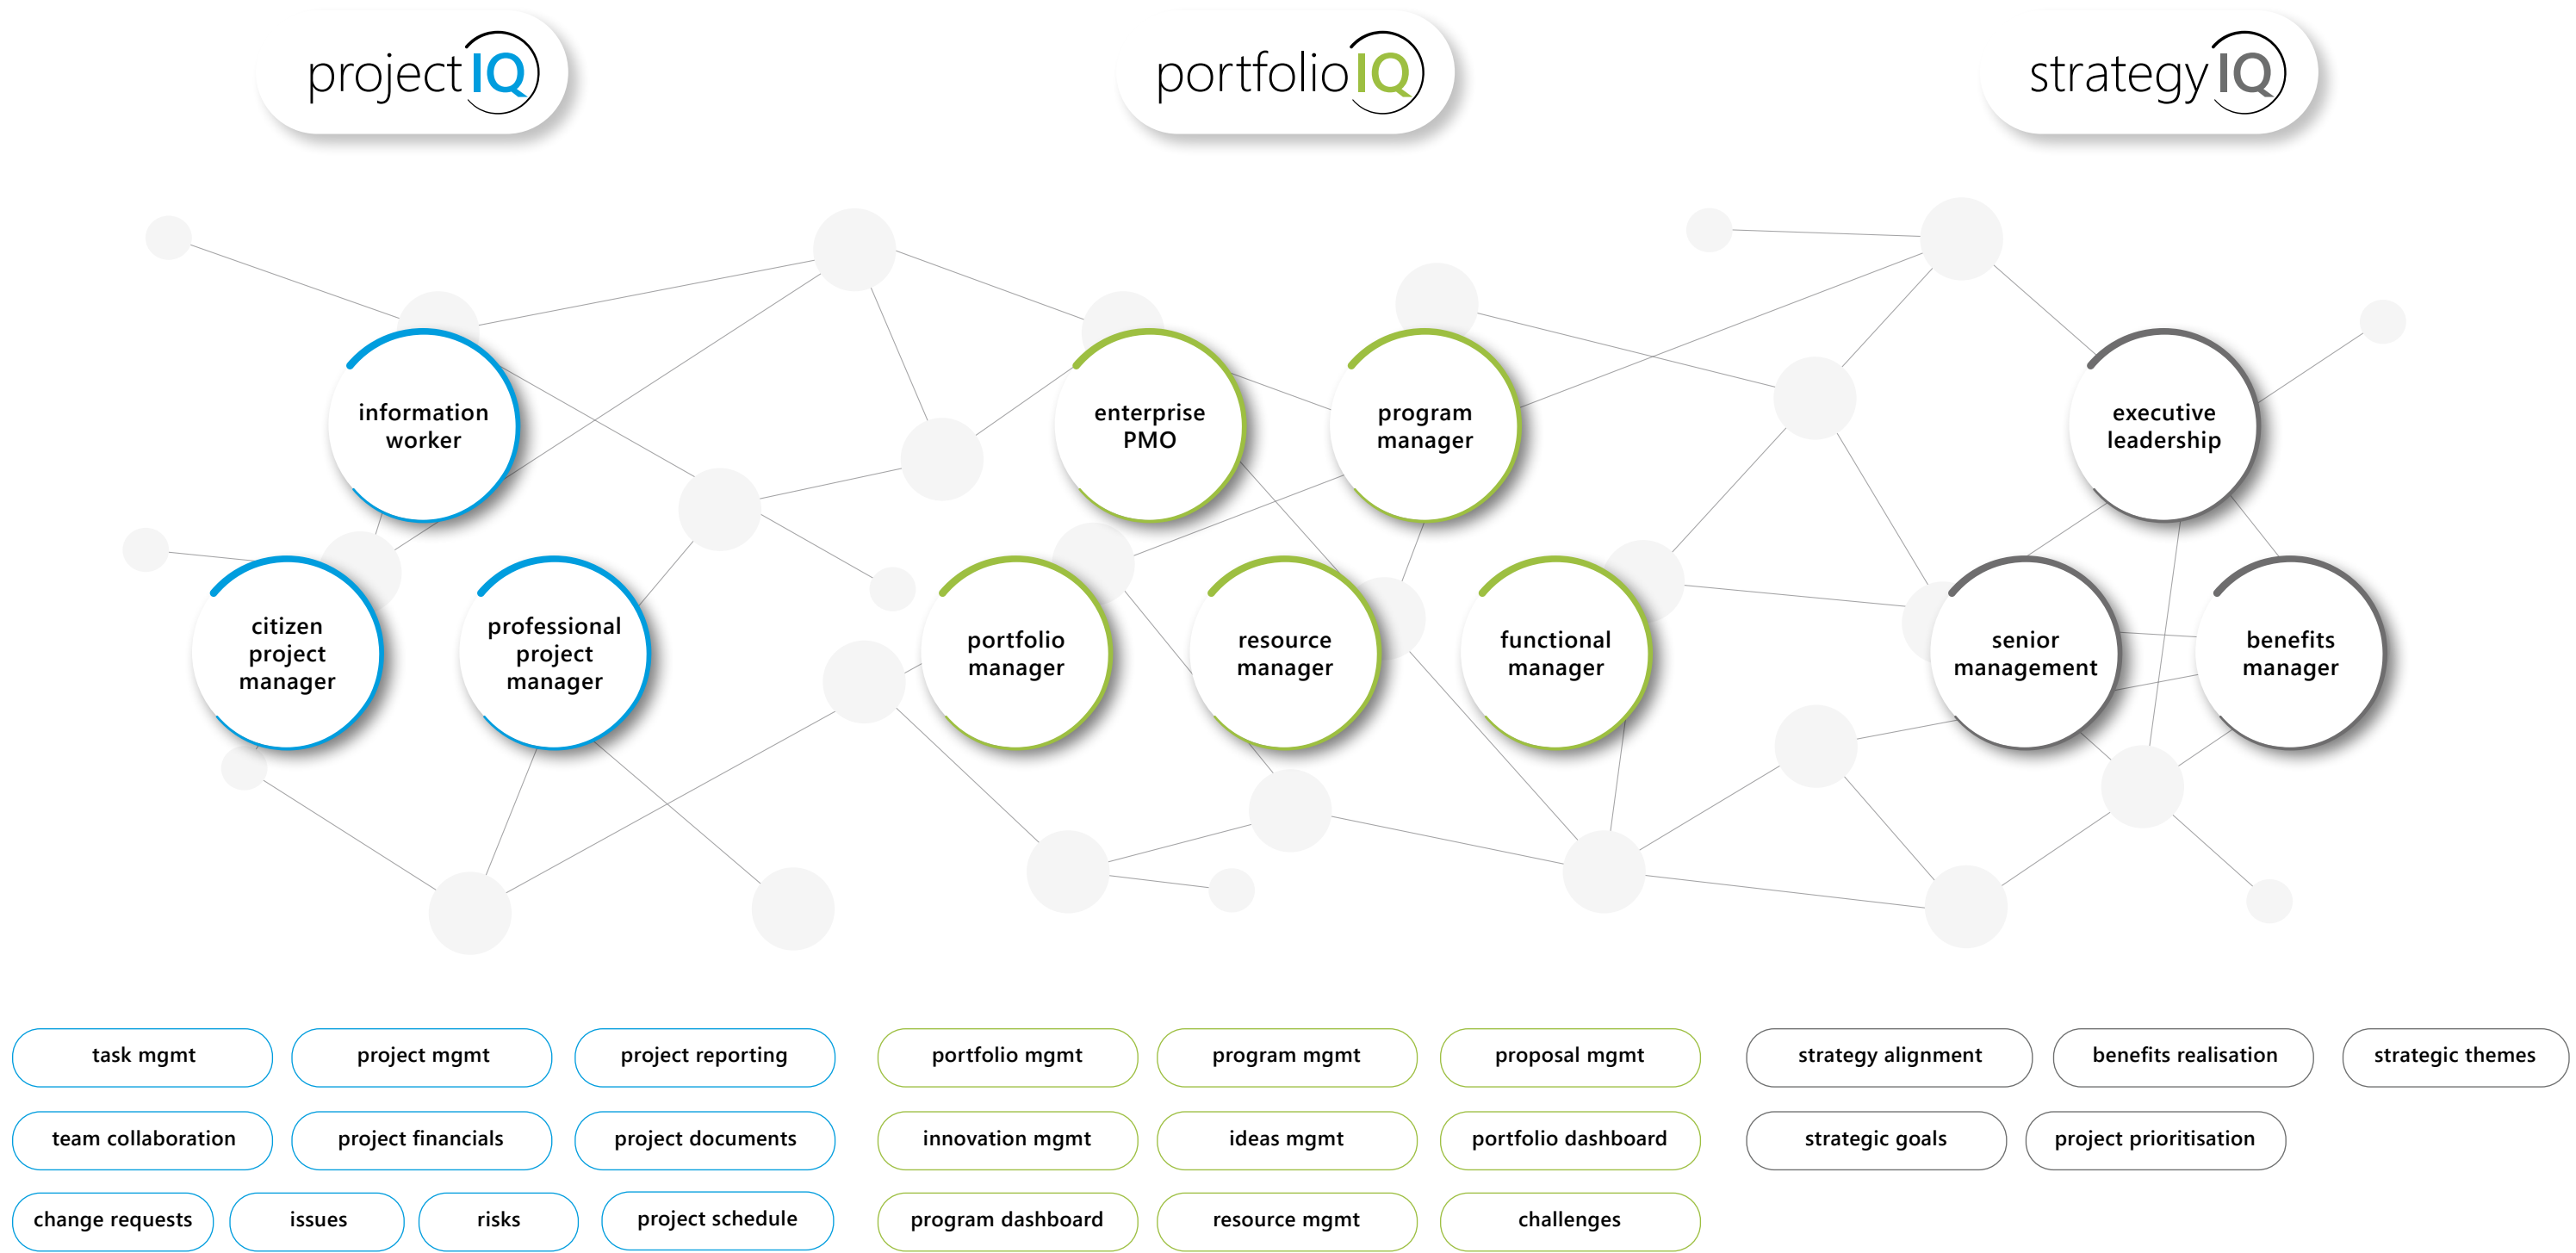 projectIQ
portfolioIQ
strategyIQ
information
worker
enterprise
PMO
program
manager
executive
leadership
citizen
project
manager
professional
project
manager
portfolio
manager
resource
manager
functional
manager
senior
management
benefits
manager
task mgmt
project mgmt
project reporting
portfolio mgmt
program mgmt
proposal mgmt
strategy alignment
benefits realisation
strategic themes
team collaboration
project financials
project documents
innovation mgmt
ideas mgmt
portfolio dashboard
strategic goals
project prioritisation
change requests
issues
risks
project schedule
program dashboard
resource mgmt
challenges